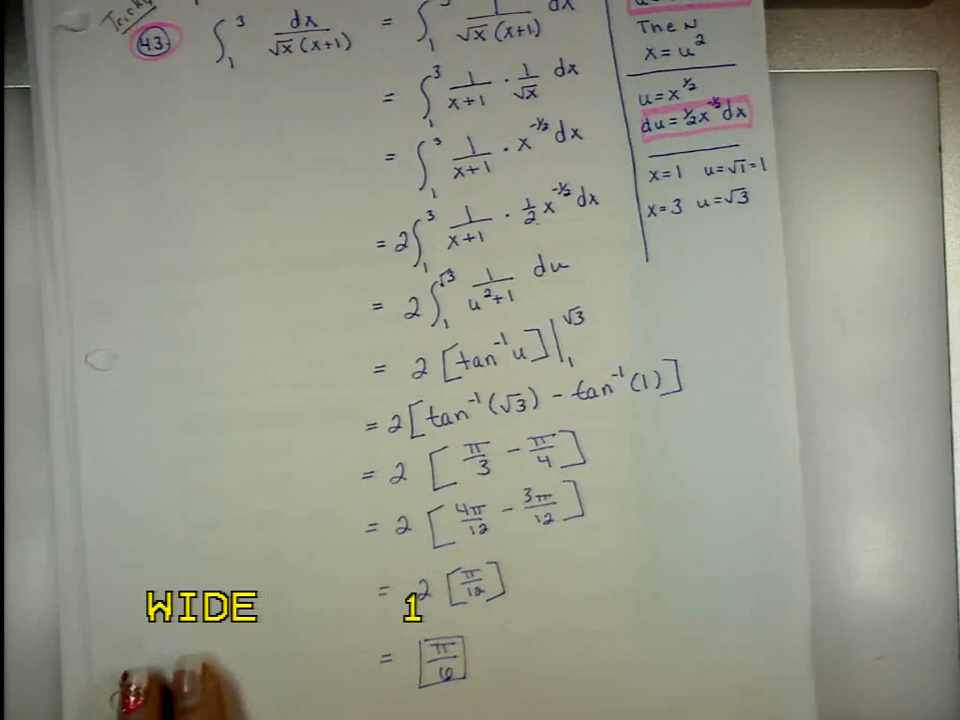 Tricky
43. ∫₁³ dx / √x (x+1) = ∫₁³ 1 / √x (x+1) dx
= ∫₁³ 1/(x+1) · 1/√x dx
= ∫₁³ 1/(x+1) · x^(-1/2) dx
= 2 ∫₁³ 1/(x+1) · 1/2 x^(-1/2) dx
= 2 ∫₁^√3 1/(u²+1) du
= 2 [tan⁻¹ u] |₁^√3
= 2 [tan⁻¹(√3) - tan⁻¹(1)]
= 2 [π/3 - π/4]
= 2 [4π/12 - 3π/12]
= 2 [π/12]
= π/6
Then
x = u²
u = x^(1/2)
du = 1/2 x^(-1/2) dx
x=1 u=√1=1
x=3 u=√3
WIDE 1